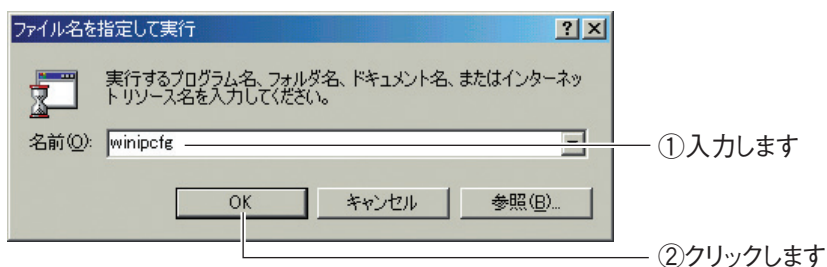 ファイル名を指定して実行
実行するプログラム名、フォルダ名、ドキュメント名、またはインターネッ
トリソース名を入力してください。
名前(O): winipcfg
①入力します
OK キャンセル 参照(B)...
②クリックします